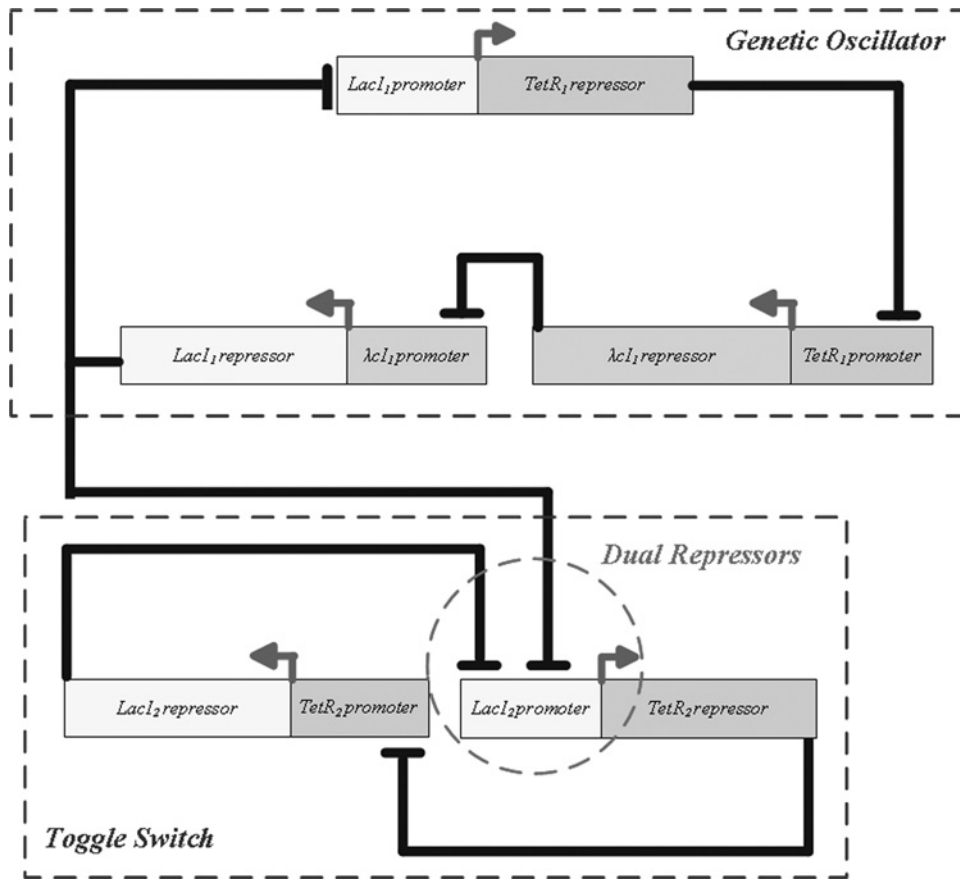 Genetic Oscillator
LacI₁promoter
TetR₁repressor
LacI₁repressor
λcI₁promoter
λcI₁repressor
TetR₁promoter
Dual Repressors
LacI₂repressor
TetR₂promoter
LacI₂promoter
TetR₂repressor
Toggle Switch